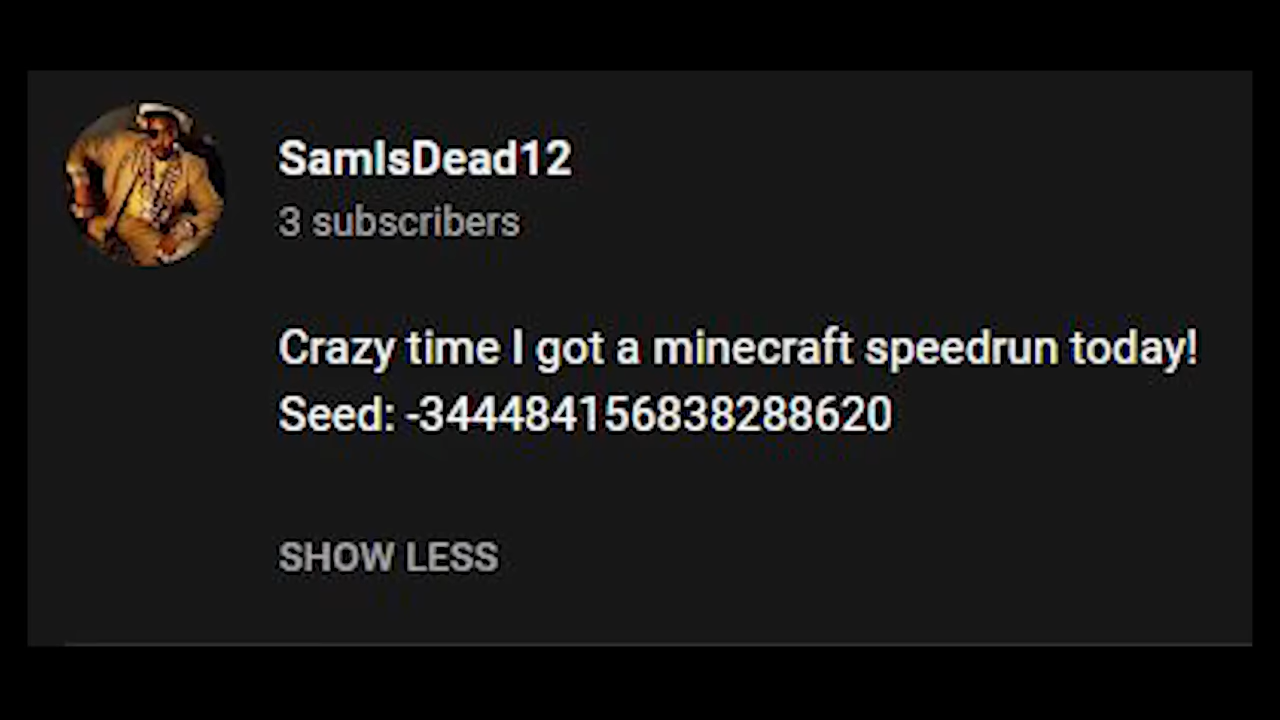 SamIsDead12
3 subscribers
Crazy time I got a minecraft speedrun today!
Seed: -344484156838288620
SHOW LESS